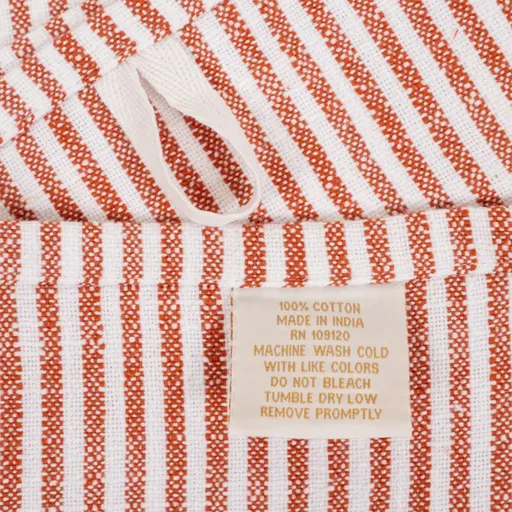 100% COTTON
MADE IN INDIA
RN 109120
MACHINE WASH COLD
WITH LIKE COLORS
DO NOT BLEACH
TUMBLE DRY LOW
REMOVE PROMPTLY